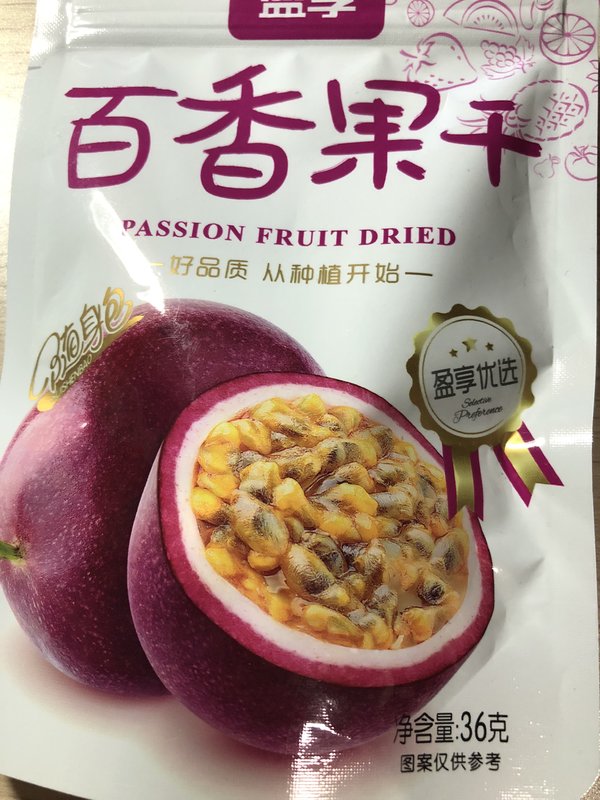 盈享
百香果干
PASSION FRUIT DRIED
好品质 从种植开始
随身包
SHENBAO
盈享优选
Selective
Preference
净含量:36克
图案仅供参考